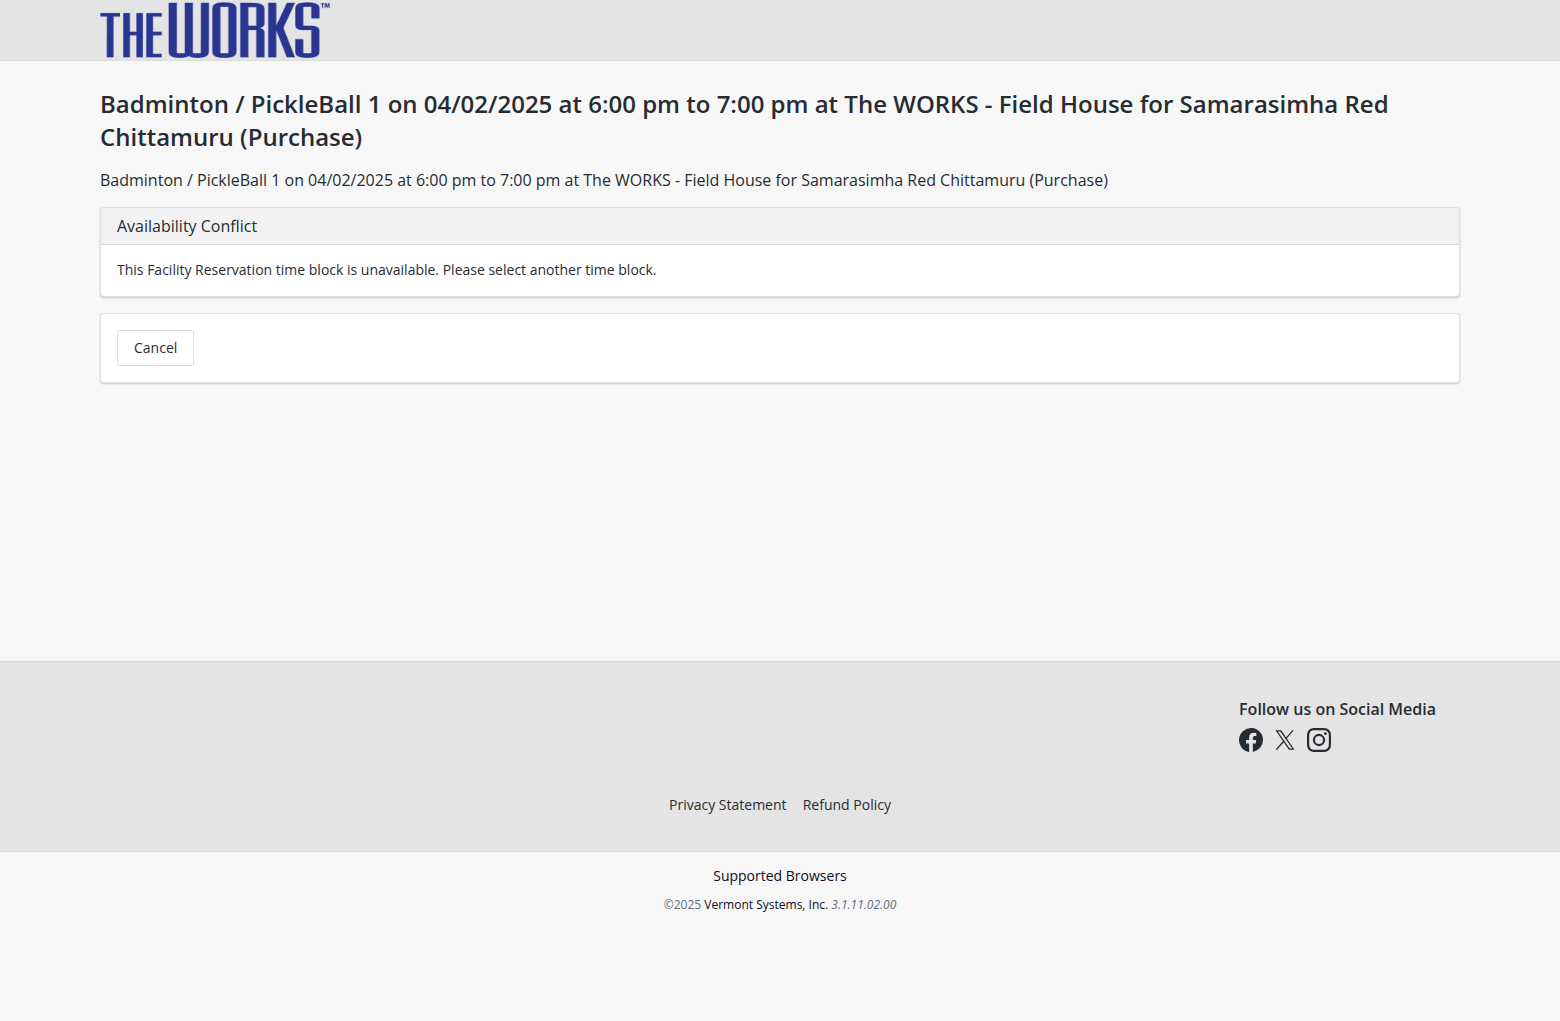 THE WORKS™
Badminton / PickleBall 1 on 04/02/2025 at 6:00 pm to 7:00 pm at The WORKS - Field House for Samarasimha Red
Chittamuru (Purchase)
Badminton / PickleBall 1 on 04/02/2025 at 6:00 pm to 7:00 pm at The WORKS - Field House for Samarasimha Red Chittamuru (Purchase)
Availability Conflict
This Facility Reservation time block is unavailable. Please select another time block.
Cancel
Follow us on Social Media
Privacy Statement Refund Policy
Supported Browsers
©2025 Vermont Systems, Inc. 3.1.11.02.00